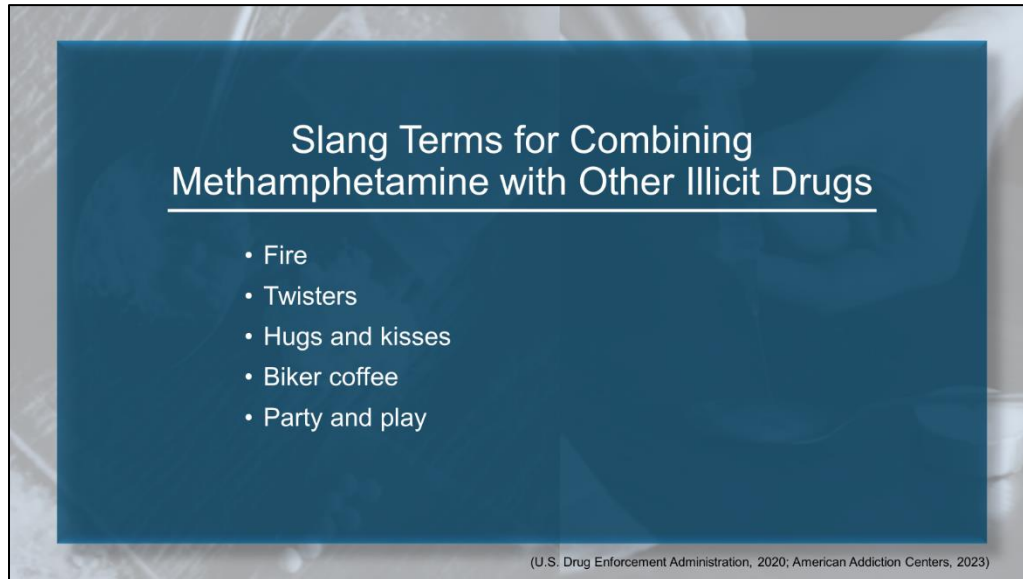 Slang Terms for Combining
Methamphetamine with Other Illicit Drugs
• Fire
• Twisters
• Hugs and kisses
• Biker coffee
• Party and play
(U.S. Drug Enforcement Administration, 2020; American Addiction Centers, 2023)